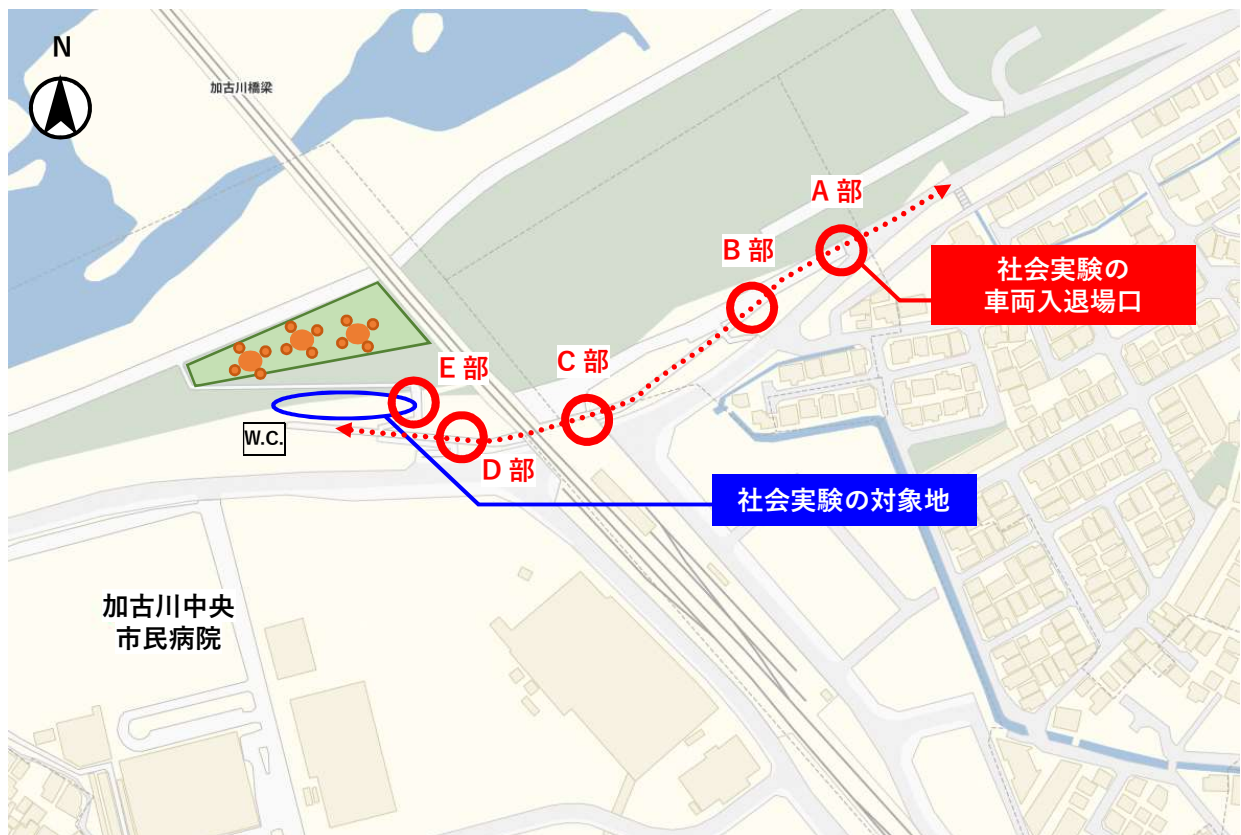 N
加古川橋梁
A 部
B 部
社会実験の
車両入退場口
C 部
E 部
W.C.
D 部
社会実験の対象地
加古川中央
市民病院